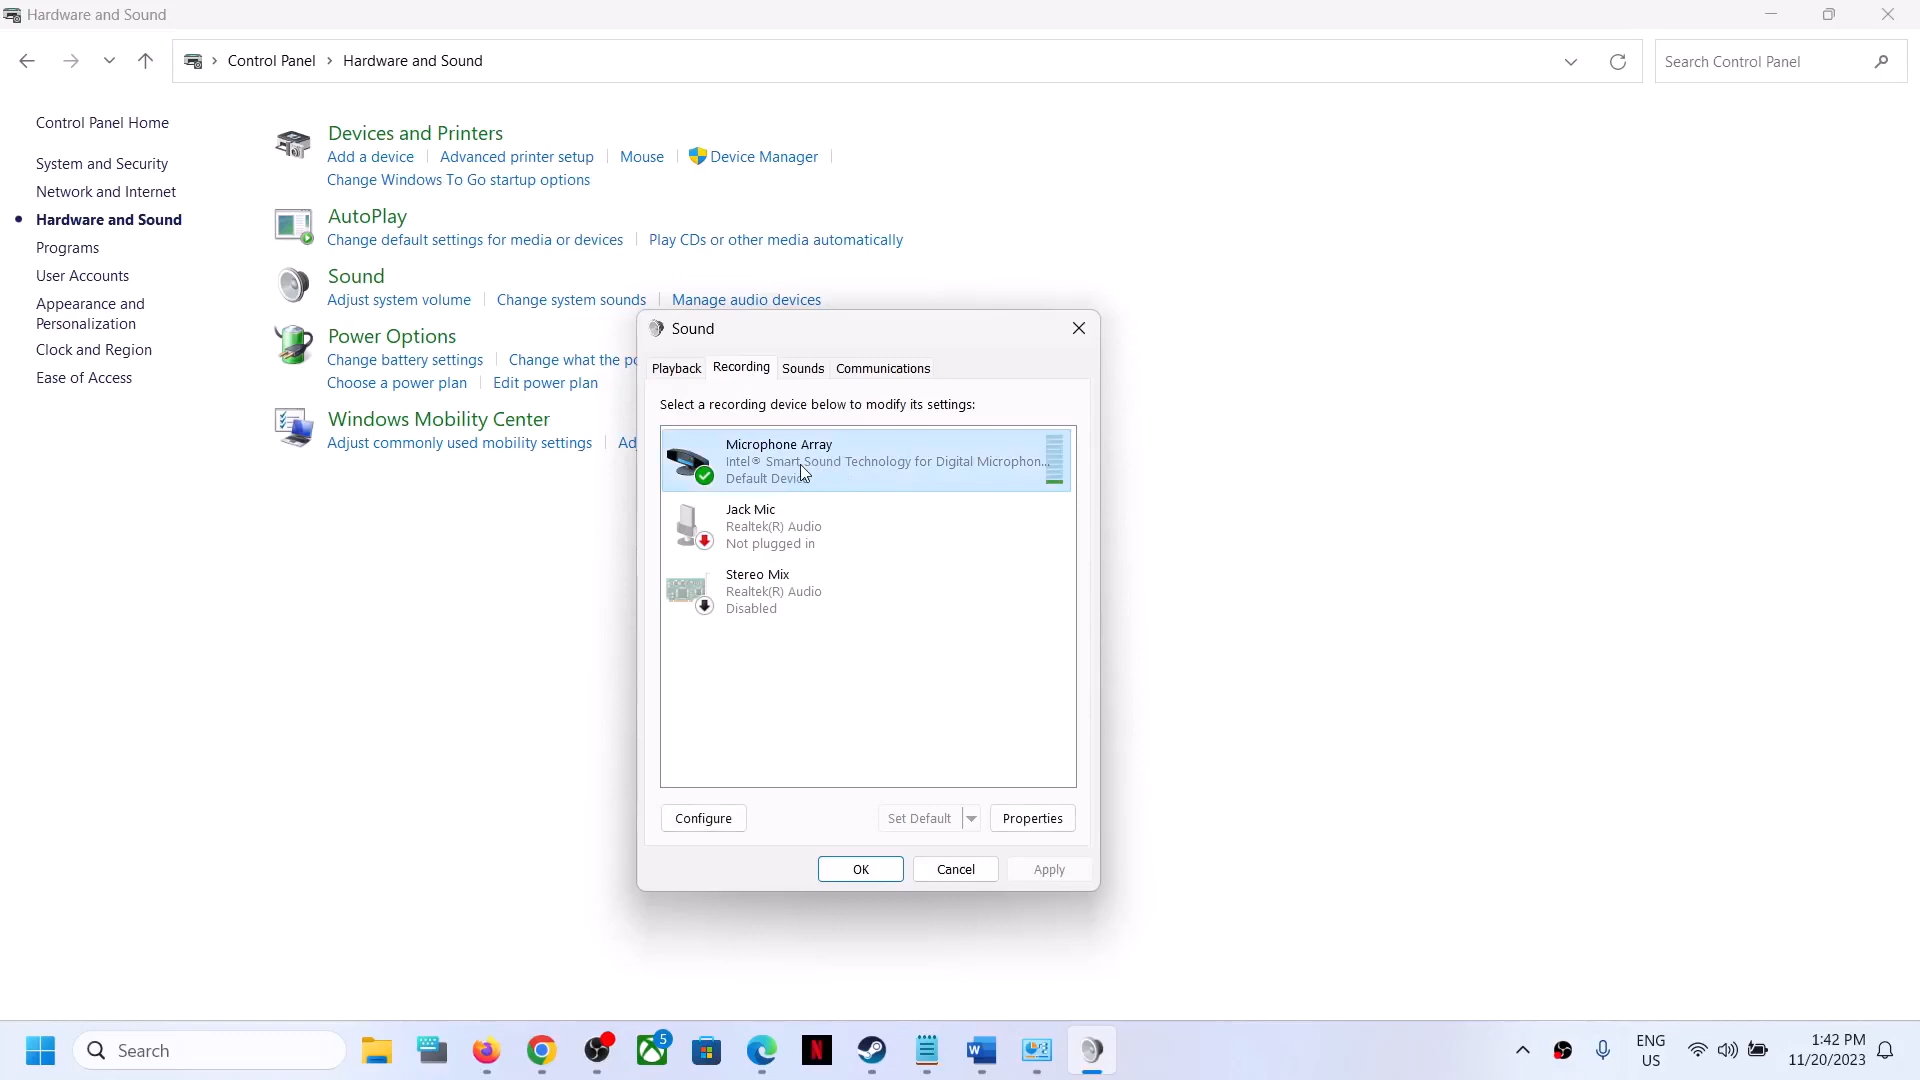 Hardware and Sound
Control Panel › Hardware and Sound
Search Control Panel
Control Panel Home
System and Security
Network and Internet
Hardware and Sound
Programs
User Accounts
Appearance and
Personalization
Clock and Region
Ease of Access
Devices and Printers
Add a device
Advanced printer setup
Mouse
Device Manager
Change Windows To Go startup options
AutoPlay
Change default settings for media or devices
Play CDs or other media automatically
Sound
Adjust system volume
Change system sounds
Manage audio devices
Power Options
Change battery settings
Change what the
Choose a power plan
Edit power plan
Windows Mobility Center
Adjust commonly used mobility settings
Sound
Playback
Recording
Sounds
Communications
Select a recording device below to modify its settings:
Microphone Array
Intel® Smart Sound Technology for Digital Microphon...
Default Device
Jack Mic
Realtek(R) Audio
Not plugged in
Stereo Mix
Realtek(R) Audio
Disabled
Configure
Set Default
Properties
OK
Cancel
Apply
Search
5
N
W
ENG
US
1:42 PM
11/20/2023